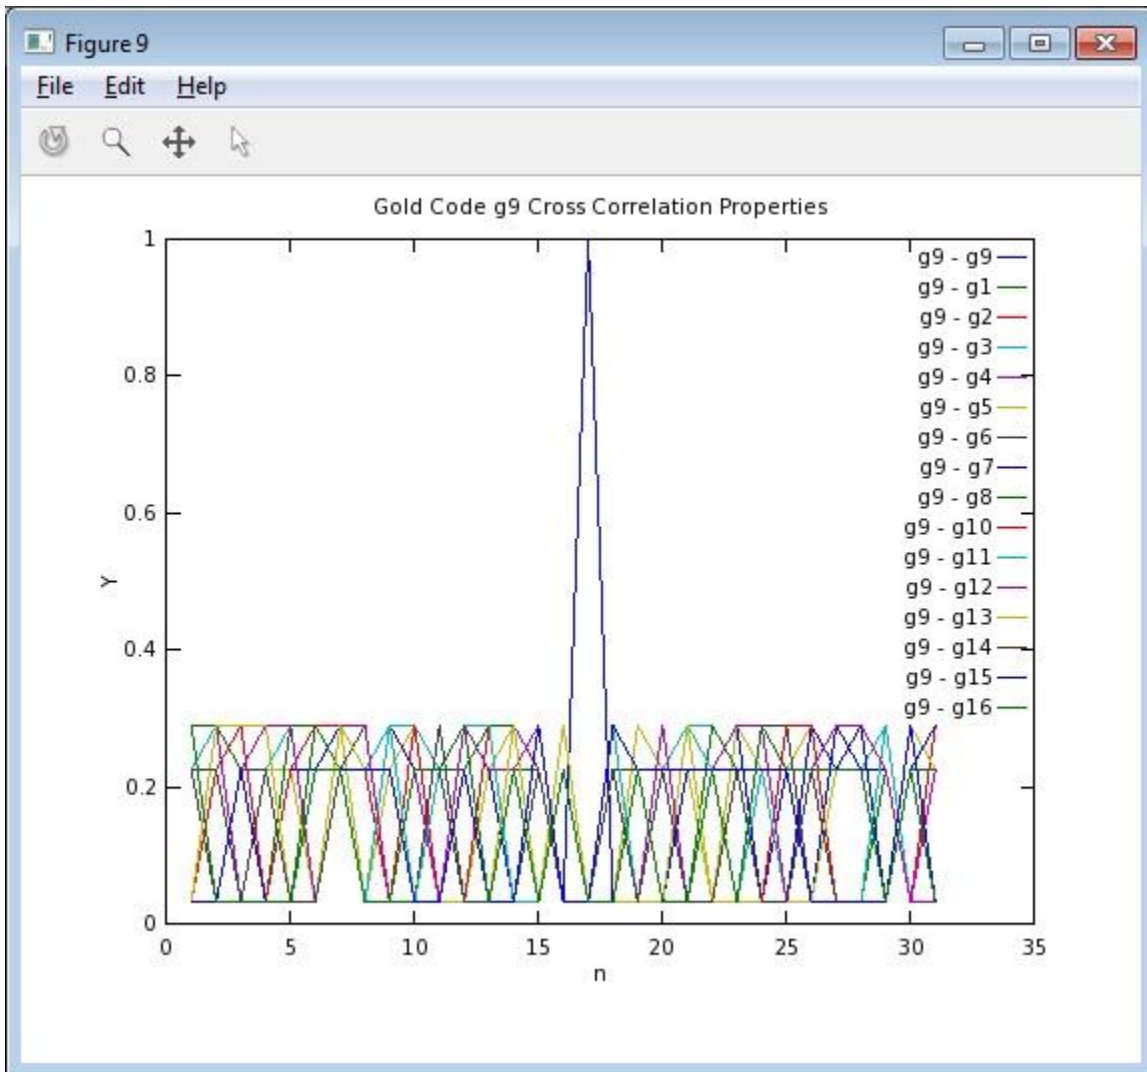 Figure 9
File Edit Help
Gold Code g9 Cross Correlation Properties
1
0.8
0.6
0.4
0.2
0
Y
g9 - g9
g9 - g1
g9 - g2
g9 - g3
g9 - g4
g9 - g5
g9 - g6
g9 - g7
g9 - g8
g9 - g10
g9 - g11
g9 - g12
g9 - g13
g9 - g14
g9 - g15
g9 - g16
0 5 10 15 20 25 30 35
n